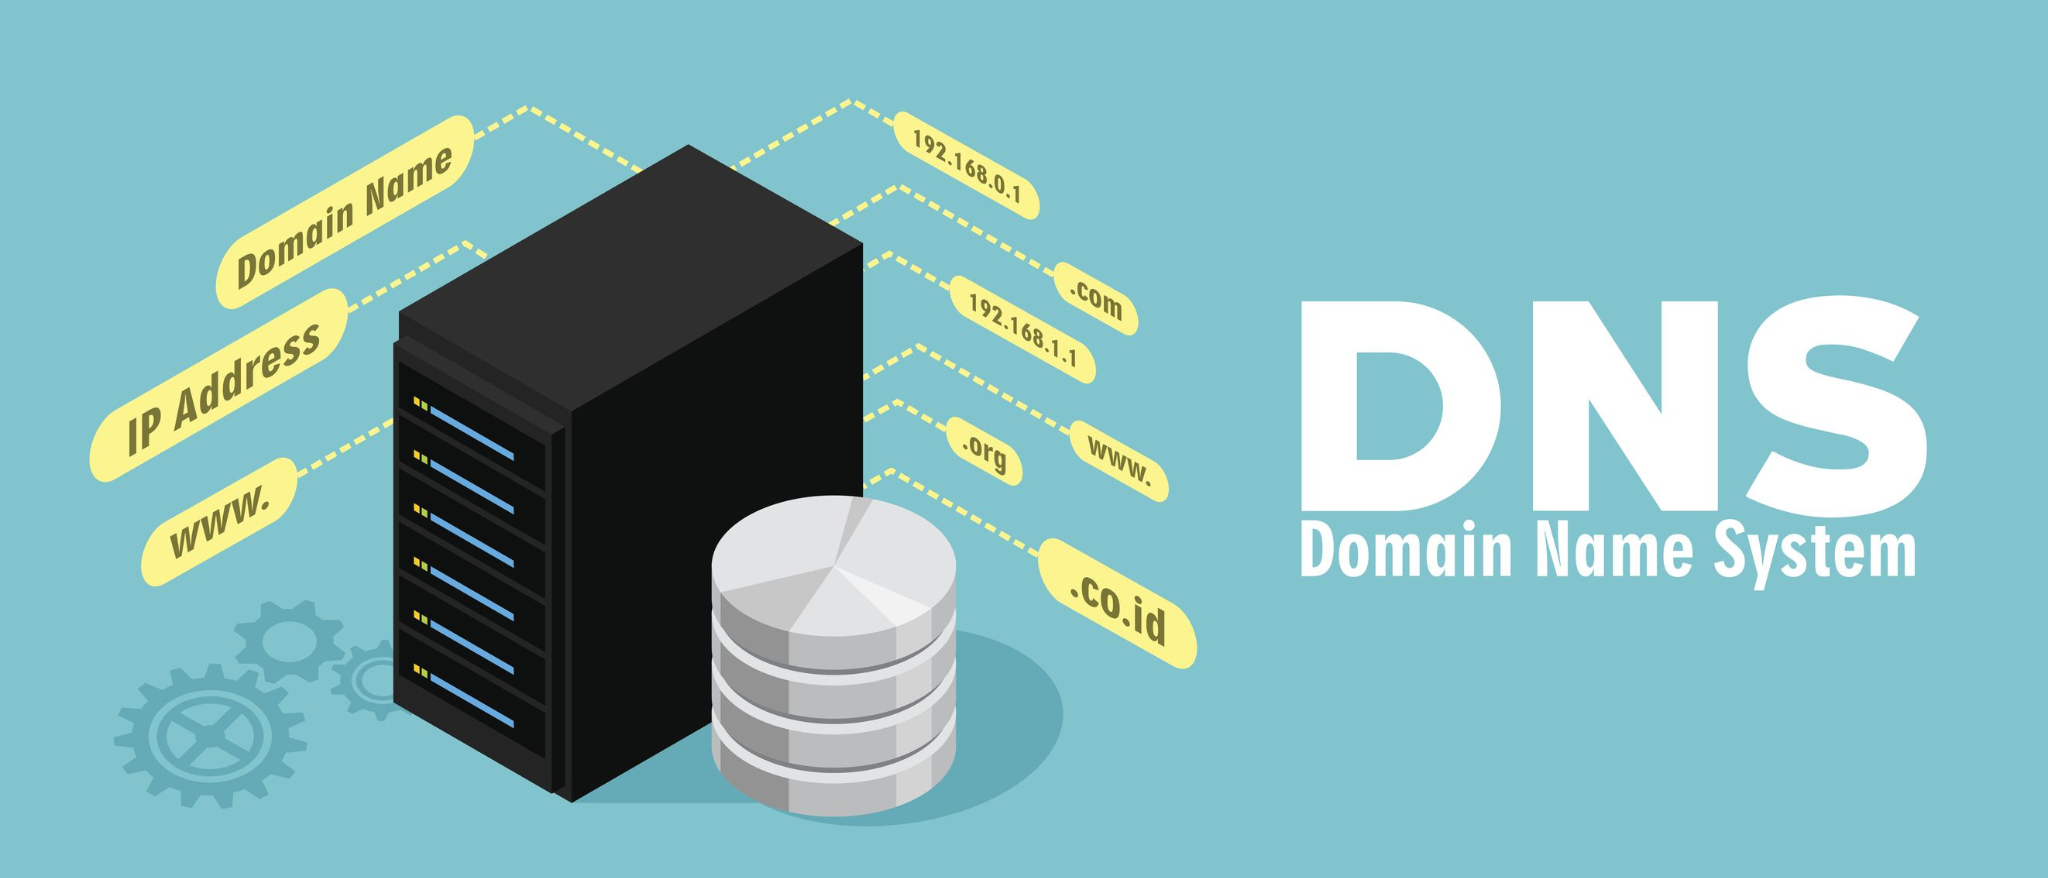 Domain Name
IP Address
www.
192.168.0.1
.com
192.168.1.1
www.
.org
.co.id
DNS
Domain Name System